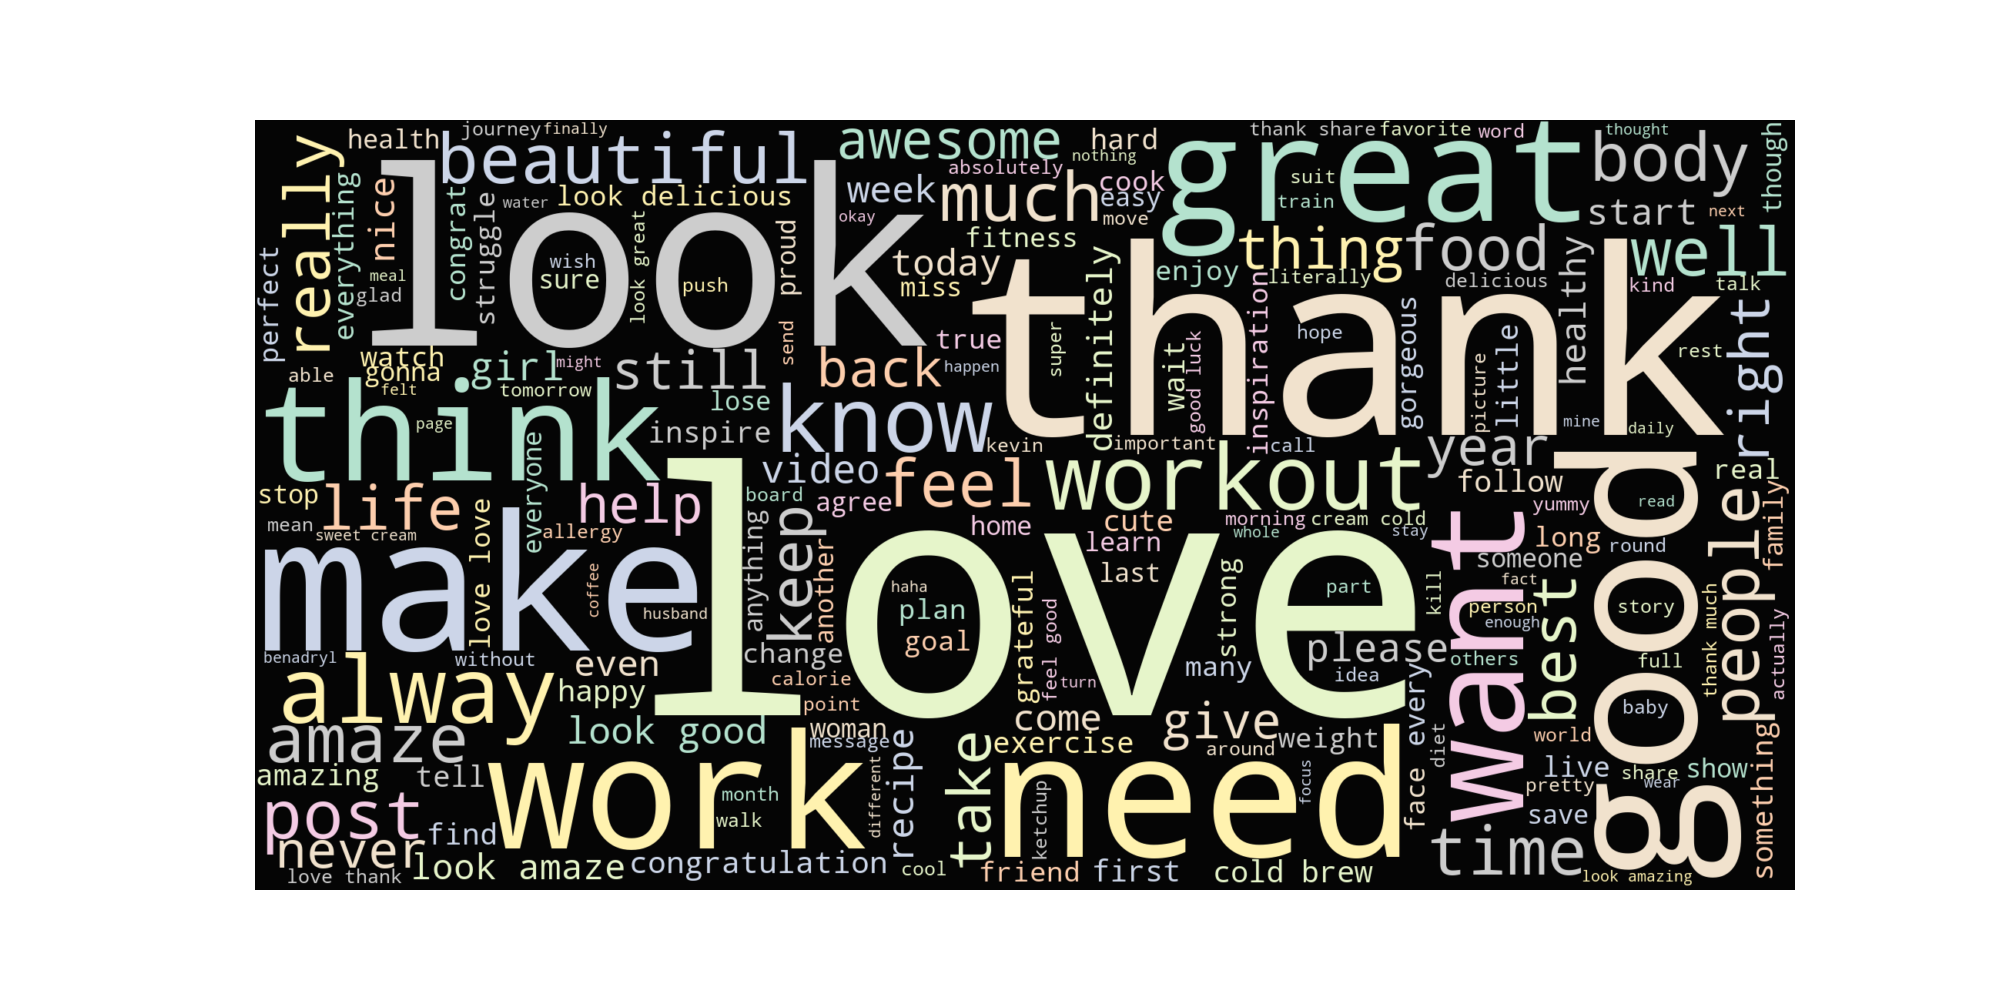 health
journey
finally
beautiful
awesome
hard
thank share
favorite
word
thought
really
everything
nice
congrat
struggle
water
look delicious
look
okay
week
absolutely
nothing
much
cook
easy
move
great
suit
train
body
start
next
though
perfect
meal
glad
wish
sure
look great
push
proud
send
today
miss
fitness
enjoy
thing
literally
food
delicious
healthy
well
kind
talk
thank
right
watch
gonna
able
felt
girl
might
tomorrow
still
back
true
happen
super
definitely
wait
good luck
inspiration
hope
gorgeous
picture
little
mine
daily
rest
think
page
everyone
inspire
lose
know
kevin
important
call
year
real
stop
life
mean
sweet cream
love love
help
allergy
video
board
agree
feel
workout
follow
yummy
read
good
people
family
make
coffee
husband
anything
keep
another
love
home
haha
plan
goal
cute
learn
last
morning
cream cold
whole
stay
grateful
feel good
turn
strong
part
kill
want
long
someone
round
fact
person
enough
best
story
thank much
actually
benadryl
without
alway
even
happy
change
calorie
point
look good
woman
message
many
please
idea
others
full
baby
amaze
amazing
tell
work
month
walk
different
recipe
take
come
exercise
give
around
weight
face every
diet
world
live
share
show
wear
pretty
save
something
post
find
never
love thank
look amaze
congratulation
cool
need
ketchup
focus
friend
first
cold brew
time
look amazing